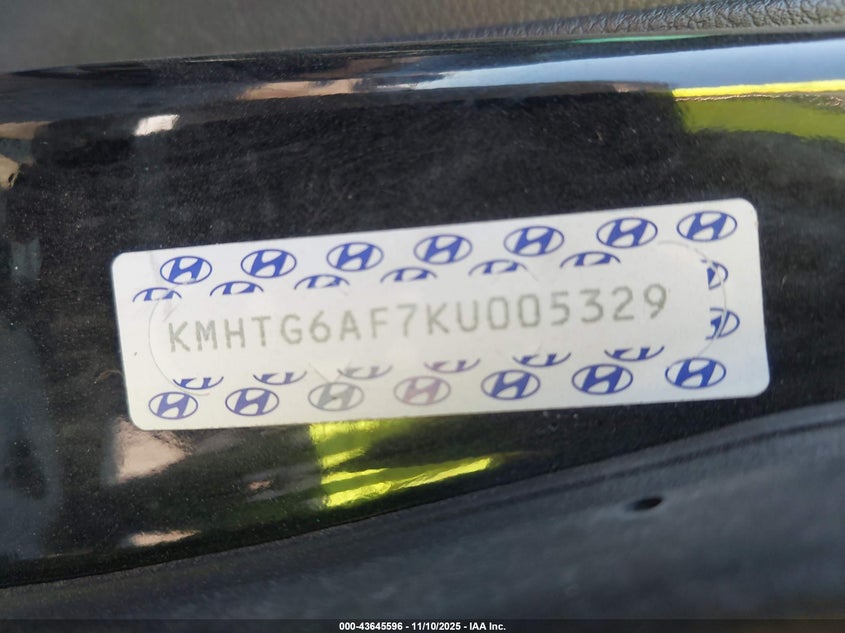 KMHTG6AF7KU005329
000-43645596 - 11/10/2025 - IAA Inc.